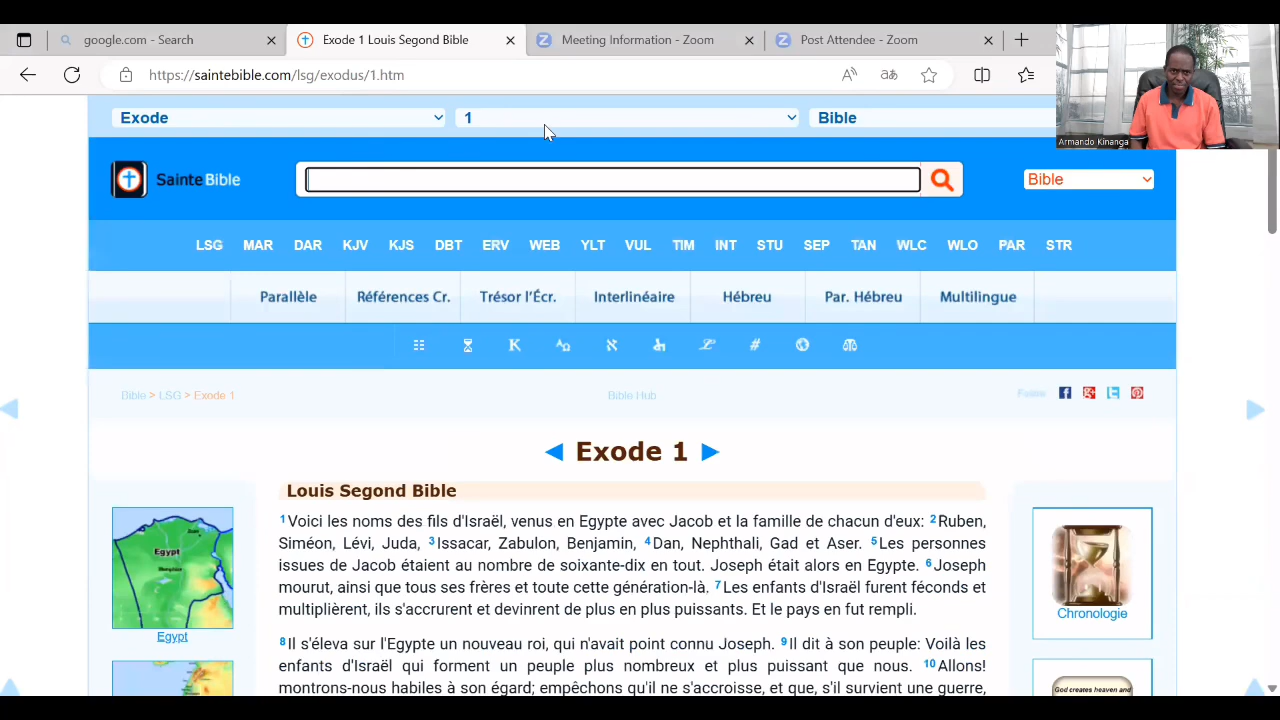 google.com - Search
Exode 1 Louis Segond Bible
Meeting Information - Zoom
Post Attendee - Zoom
https://saintebible.com/lsg/exodus/1.htm
Armando Kinanga
Exode
1
Bible
SainteBible
Bible
LSG MAR DAR KJV KJS DBT ERV WEB YLT VUL TIM INT STU SEP TAN WLC WLO PAR STR
Parallèle Références Cr. Trésor l'Écr. Interlinéaire Hébreu Par. Hébreu Multilingue
Bible > LSG > Exode 1
Bible Hub
Exode 1
Louis Segond Bible
1Voici les noms des fils d'Israël, venus en Egypte avec Jacob et la famille de chacun d'eux: 2Ruben,
Siméon, Lévi, Juda, 3Issacar, Zabulon, Benjamin, 4Dan, Nephthali, Gad et Aser. 5Les personnes
issues de Jacob étaient au nombre de soixante-dix en tout. Joseph était alors en Egypte. 6Joseph
mourut, ainsi que tous ses frères et toute cette génération-là. 7Les enfants d'Israël furent féconds et
multiplièrent, ils s'accrurent et devinrent de plus en plus puissants. Et le pays en fut rempli.
8Il s'éleva sur l'Egypte un nouveau roi, qui n'avait point connu Joseph. 9Il dit à son peuple: Voilà les
enfants d'Israël qui forment un peuple plus nombreux et plus puissant que nous. 10Allons!
montrons-nous habiles à son égard; empêchons qu'il ne s'accroisse, et que, s'il survient une guerre,
Egypt
Egypt
Chronologie
God creates heaven and